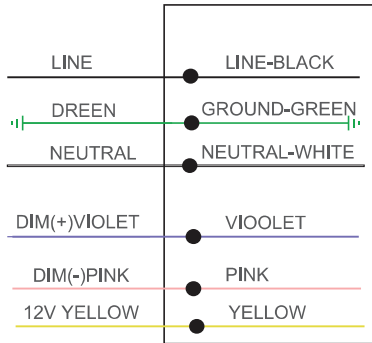 LINE LINE-BLACK
DREEN GROUND-GREEN
NEUTRAL NEUTRAL-WHITE
DIM(+)VIOLET VIOOLET
DIM(-)PINK PINK
12V YELLOW YELLOW